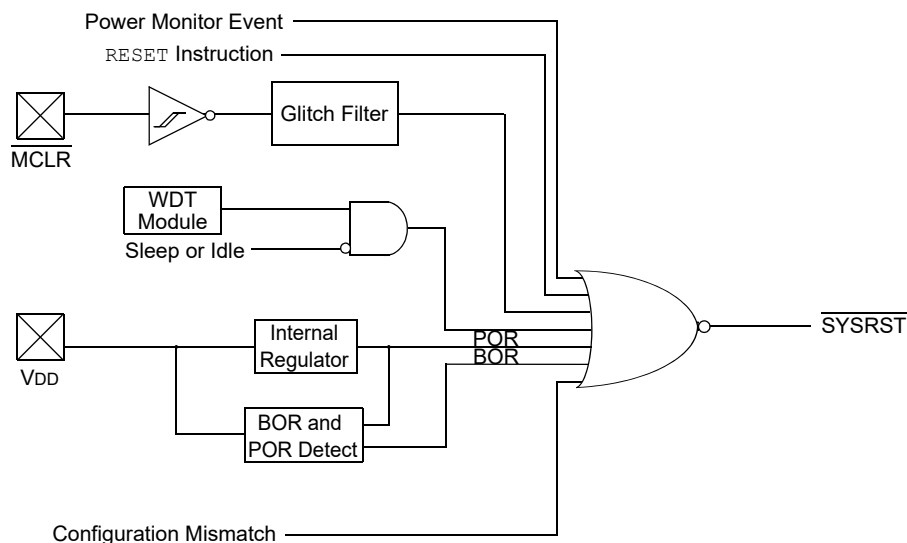 Power Monitor Event
RESET Instruction
MCLR
Glitch Filter
WDT
Module
Sleep or Idle
VDD
Internal
Regulator
POR
BOR
BOR and
POR Detect
SYSRST
Configuration Mismatch